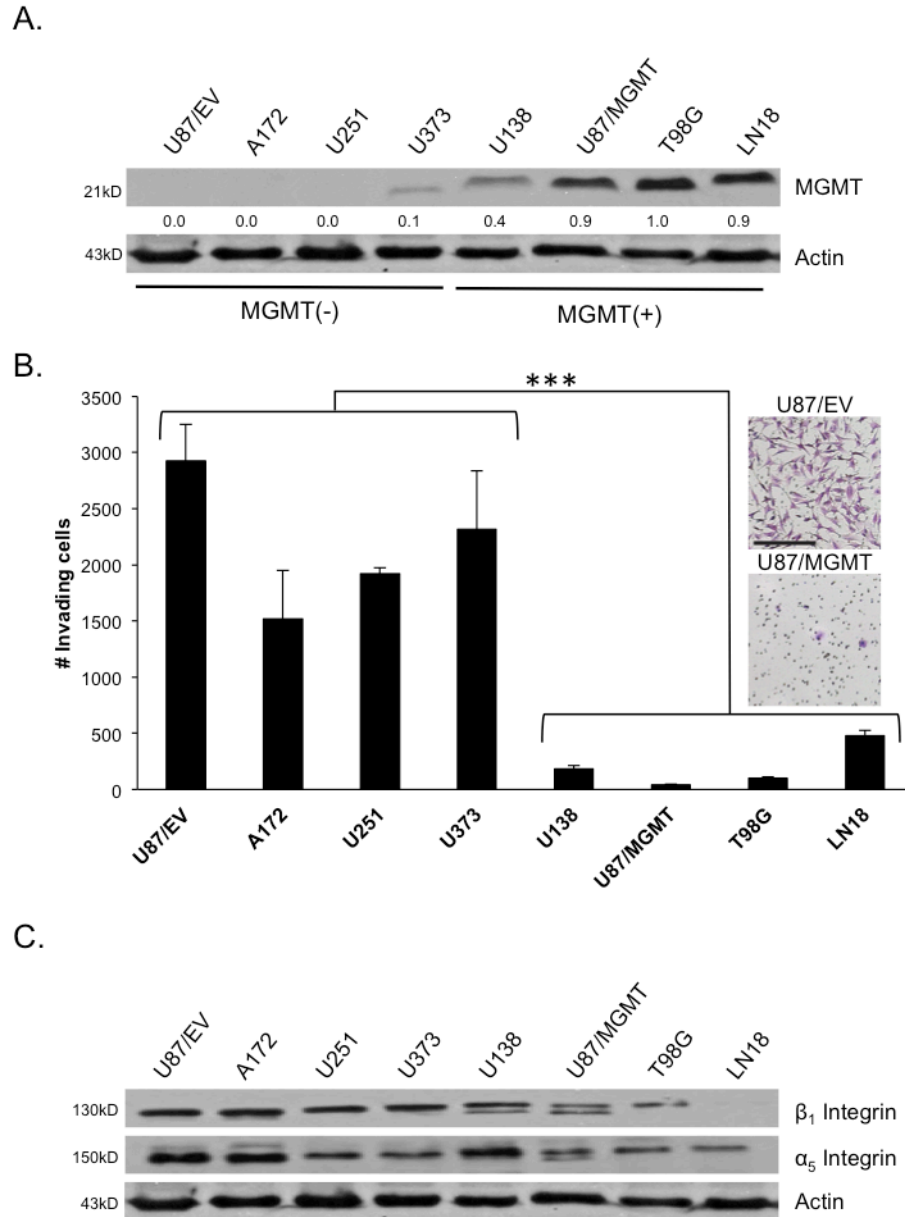 A.
U87/EV A172 U251 U373 U138 U87/MGMT T98G LN18
21kD MGMT
0.0 0.0 0.0 0.1 0.4 0.9 1.0 0.9
43kD Actin
MGMT(-) MGMT(+)
B.
***
3500
3000
2500
2000
1500
1000
500
0
# Invading cells
U87/EV
U87/MGMT
U87/EV A172 U251 U373 U138 U87/MGMT T98G LN18
C.
U87/EV A172 U251 U373 U138 U87/MGMT T98G LN18
130kD β₁ Integrin
150kD α₅ Integrin
43kD Actin